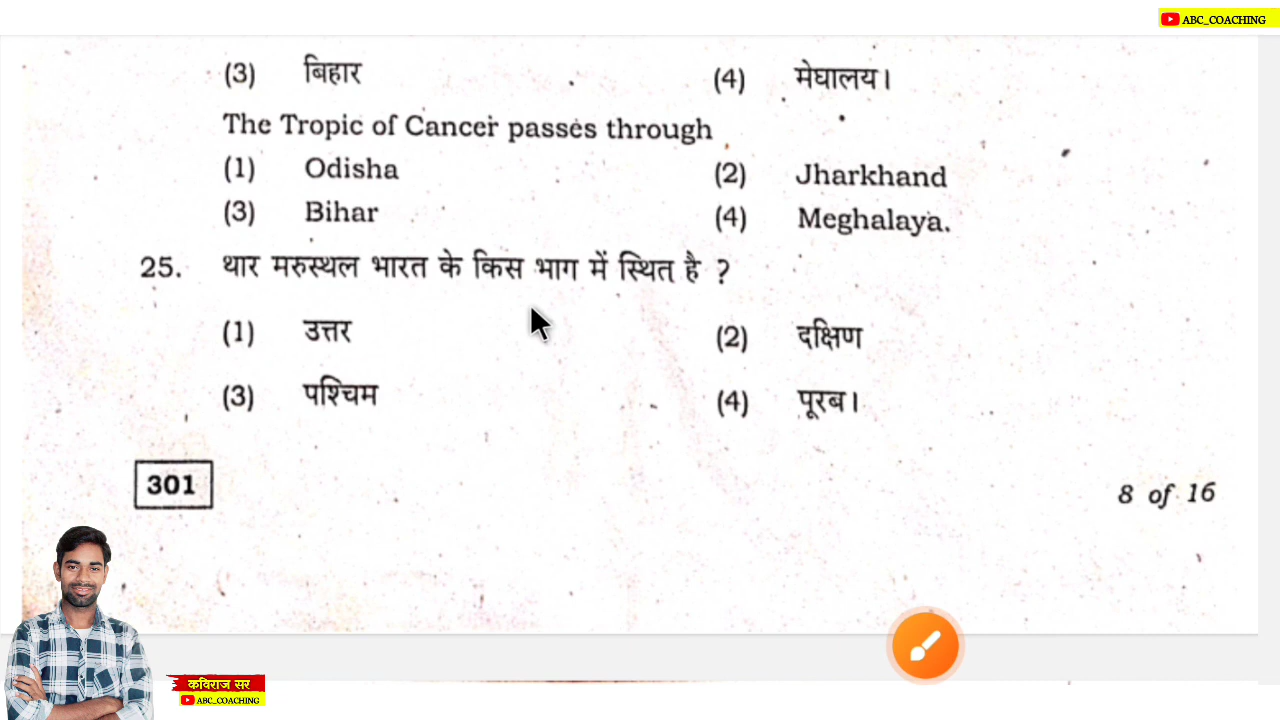 ABC_COACHING
(3) बिहार (4) मेघालय।
The Tropic of Cancer passes through
(1) Odisha (2) Jharkhand
(3) Bihar (4) Meghalaya.
25. थार मरुस्थल भारत के किस भाग में स्थित है ?
(1) उत्तर (2) दक्षिण
(3) पश्चिम (4) पूरब।
301 8 of 16
कविराज सर
ABC_COACHING